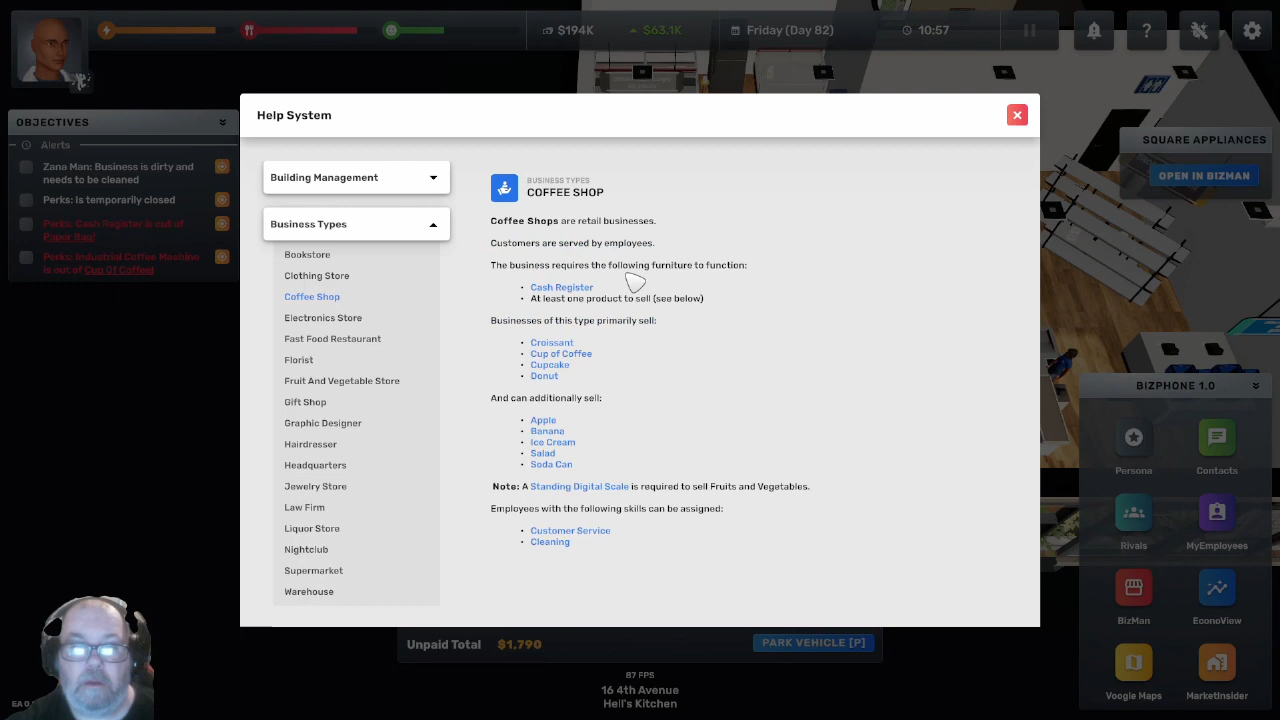 $194K
$63.1K
Friday (Day 82)
10:57
?
OBJECTIVES
Alerts
Zana Man: Business is dirty and
needs to be cleaned
Perks: Is temporarily closed
Perks: Cash Register is out of
Paper Bag!
Perks: Industrial Coffee Machine
is out of Cup Of Coffee!
Help System
Building Management
Business Types
Bookstore
Clothing Store
Coffee Shop
Electronics Store
Fast Food Restaurant
Florist
Fruit And Vegetable Store
Gift Shop
Graphic Designer
Hairdresser
Headquarters
Jewelry Store
Law Firm
Liquor Store
Nightclub
Supermarket
Warehouse
BUSINESS TYPES
COFFEE SHOP
Coffee Shops are retail businesses.
Customers are served by employees.
The business requires the following furniture to function:
• Cash Register
• At least one product to sell (see below)
Businesses of this type primarily sell:
• Croissant
• Cup of Coffee
• Cupcake
• Donut
And can additionally sell:
• Apple
• Banana
• Ice Cream
• Salad
• Soda Can
Note: A Standing Digital Scale is required to sell Fruits and Vegetables.
Employees with the following skills can be assigned:
• Customer Service
• Cleaning
SQUARE APPLIANCES
OPEN IN BIZMAN
BIZPHONE 1.0
Persona
Contacts
Rivals
MyEmployees
BizMan
EconoView
Voogle Maps
MarketInsider
Unpaid Total $1,790
PARK VEHICLE [P]
87 FPS
16 4th Avenue
Hell's Kitchen